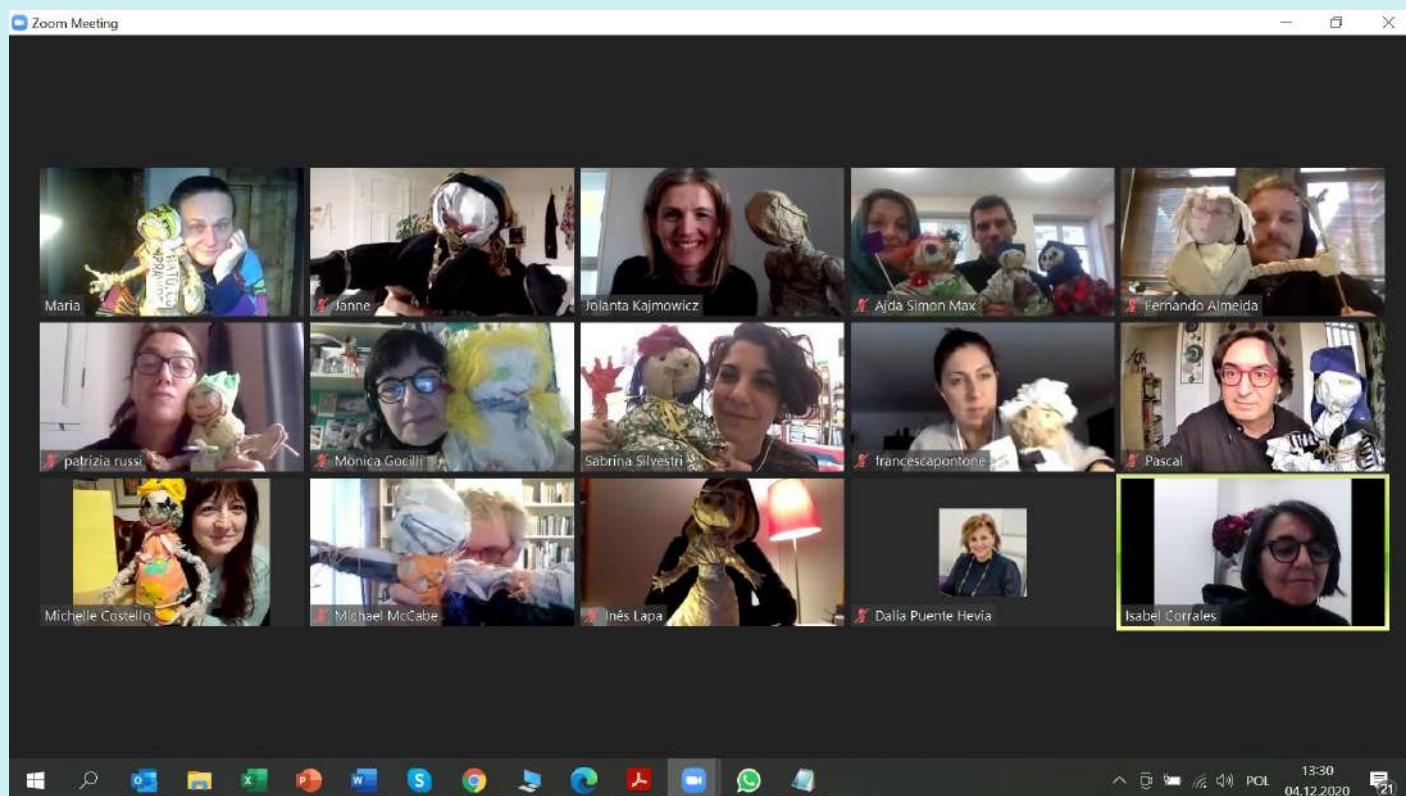 Zoom Meeting
Maria
Janne
Jolanta Kajmowicz
Ajda Simon Max
Fernando Almeida
patrizia russi
Monica Gocilli
Sabrina Silvestri
francescapontone
Pascal
Michelle Costello
Michael McCabe
Inês Lapa
Dalia Puente Hevia
Isabel Corrales
POL
13:30
04.12.2020
21